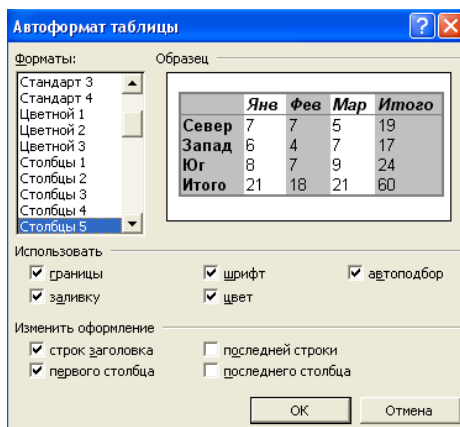 Автоформат таблицы
Форматы:
Образец
Стандарт 3
Стандарт 4
Цветной 1
Цветной 2
Цветной 3
Столбцы 1
Столбцы 2
Столбцы 3
Столбцы 4
Столбцы 5
Янв Фев Мар Итого
Север 7 7 5 19
Запад 6 4 7 17
Юг 8 7 9 24
Итого 21 18 21 60
Использовать
границы шрифт автоподбор
заливку цвет
Изменить оформление
строк заголовка последней строки
первого столбца последнего столбца
OK Отмена